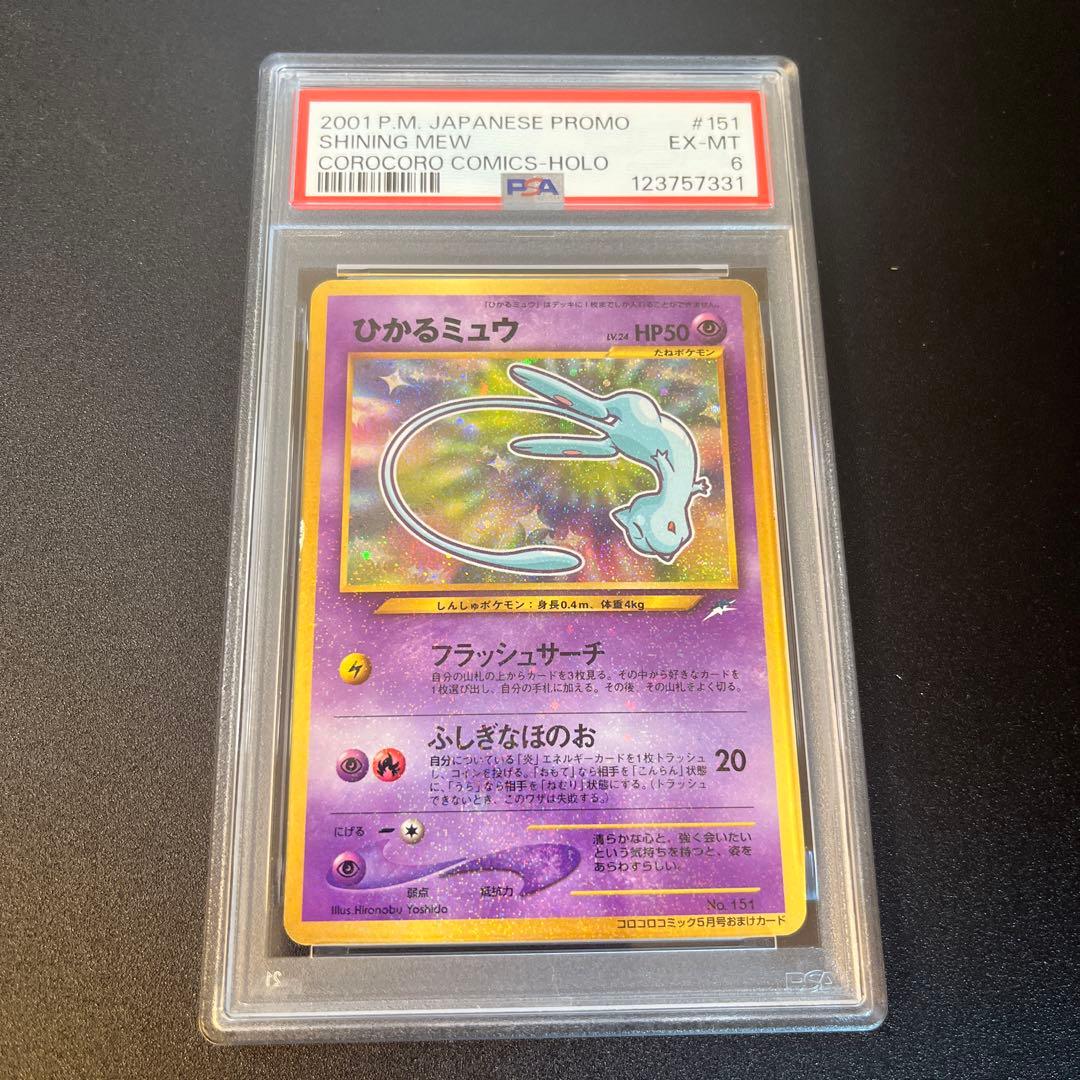 2001 P.M. JAPANESE PROMO #151
SHINING MEW EX-MT
COROCORO COMICS-HOLO 6
PSA 123757331
「ひかるミュウ」はデッキに1枚までしか入れることができません。
ひかるミュウ LV.24 HP50
たねポケモン
しんしゅポケモン:身長0.4m、体重4kg
フラッシュサーチ
自分の山札の上からカードを3枚見る。その中から好きなカードを
1枚選び出し、自分の手札に加える。その後、その山札をよく切る。
ふしぎなほのお 20
自分についている「炎」エネルギーカードを1枚トラッシュ
し、コインを投げる。「おもて」なら相手を「こんらん」状態
に、「うら」なら相手を「ねむり」状態にする。(トラッシュ
できないとき、このワザは失敗する。)
にげる
弱点 抵抗力
清らかな心と、強く会いたい
という気持ちを持つと、姿を
あらわすらしい。
Illus.Hironobu Yoshida No. 151
コロコロコミック5月号おまけカード
21 PSA